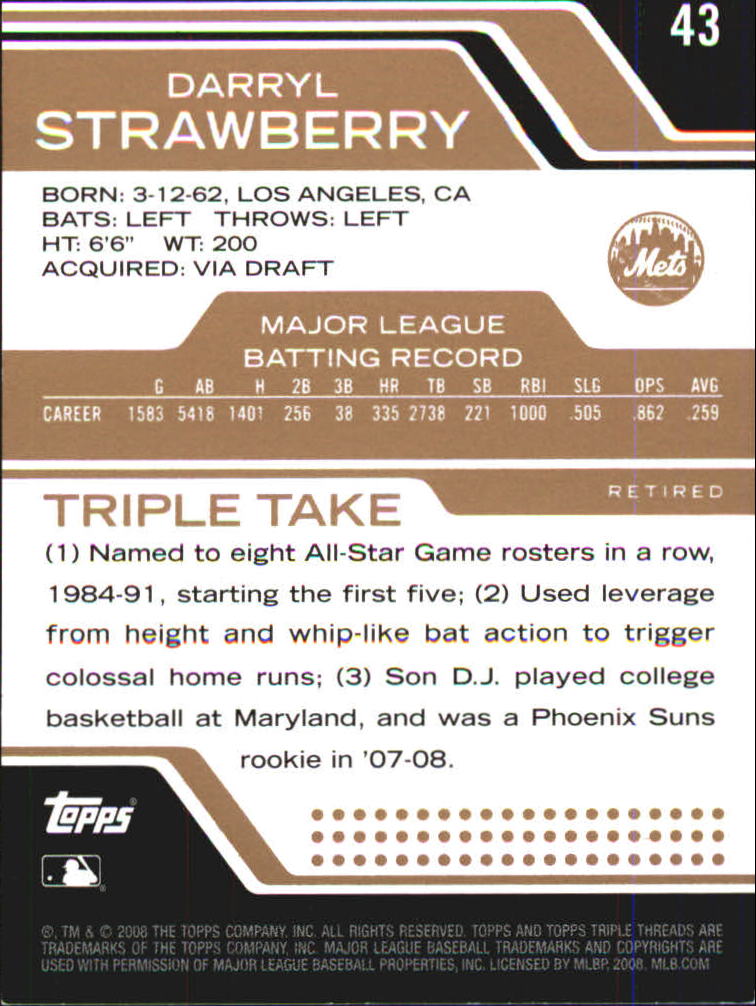 43
DARRYL
STRAWBERRY
BORN: 3-12-62, LOS ANGELES, CA
BATS: LEFT THROWS: LEFT
HT: 6'6" WT: 200
ACQUIRED: VIA DRAFT
Mets
MAJOR LEAGUE
BATTING RECORD
G AB H 2B 3B HR TB SB RBI SLG OPS AVG
CAREER 1583 5418 1401 256 38 335 2738 221 1000 .505 .862 .259
RETIRED
TRIPLE TAKE
(1) Named to eight All-Star Game rosters in a row,
1984-91, starting the first five; (2) Used leverage
from height and whip-like bat action to trigger
colossal home runs; (3) Son D.J. played college
basketball at Maryland, and was a Phoenix Suns
rookie in '07-08.
topps®
®, TM & © 2008 THE TOPPS COMPANY, INC. ALL RIGHTS RESERVED. TOPPS AND TOPPS TRIPLE THREADS ARE
TRADEMARKS OF THE TOPPS COMPANY, INC. MAJOR LEAGUE BASEBALL TRADEMARKS AND COPYRIGHTS ARE
USED WITH PERMISSION OF MAJOR LEAGUE BASEBALL PROPERTIES, INC. LICENSED BY MLBP, 2008. MLB.COM